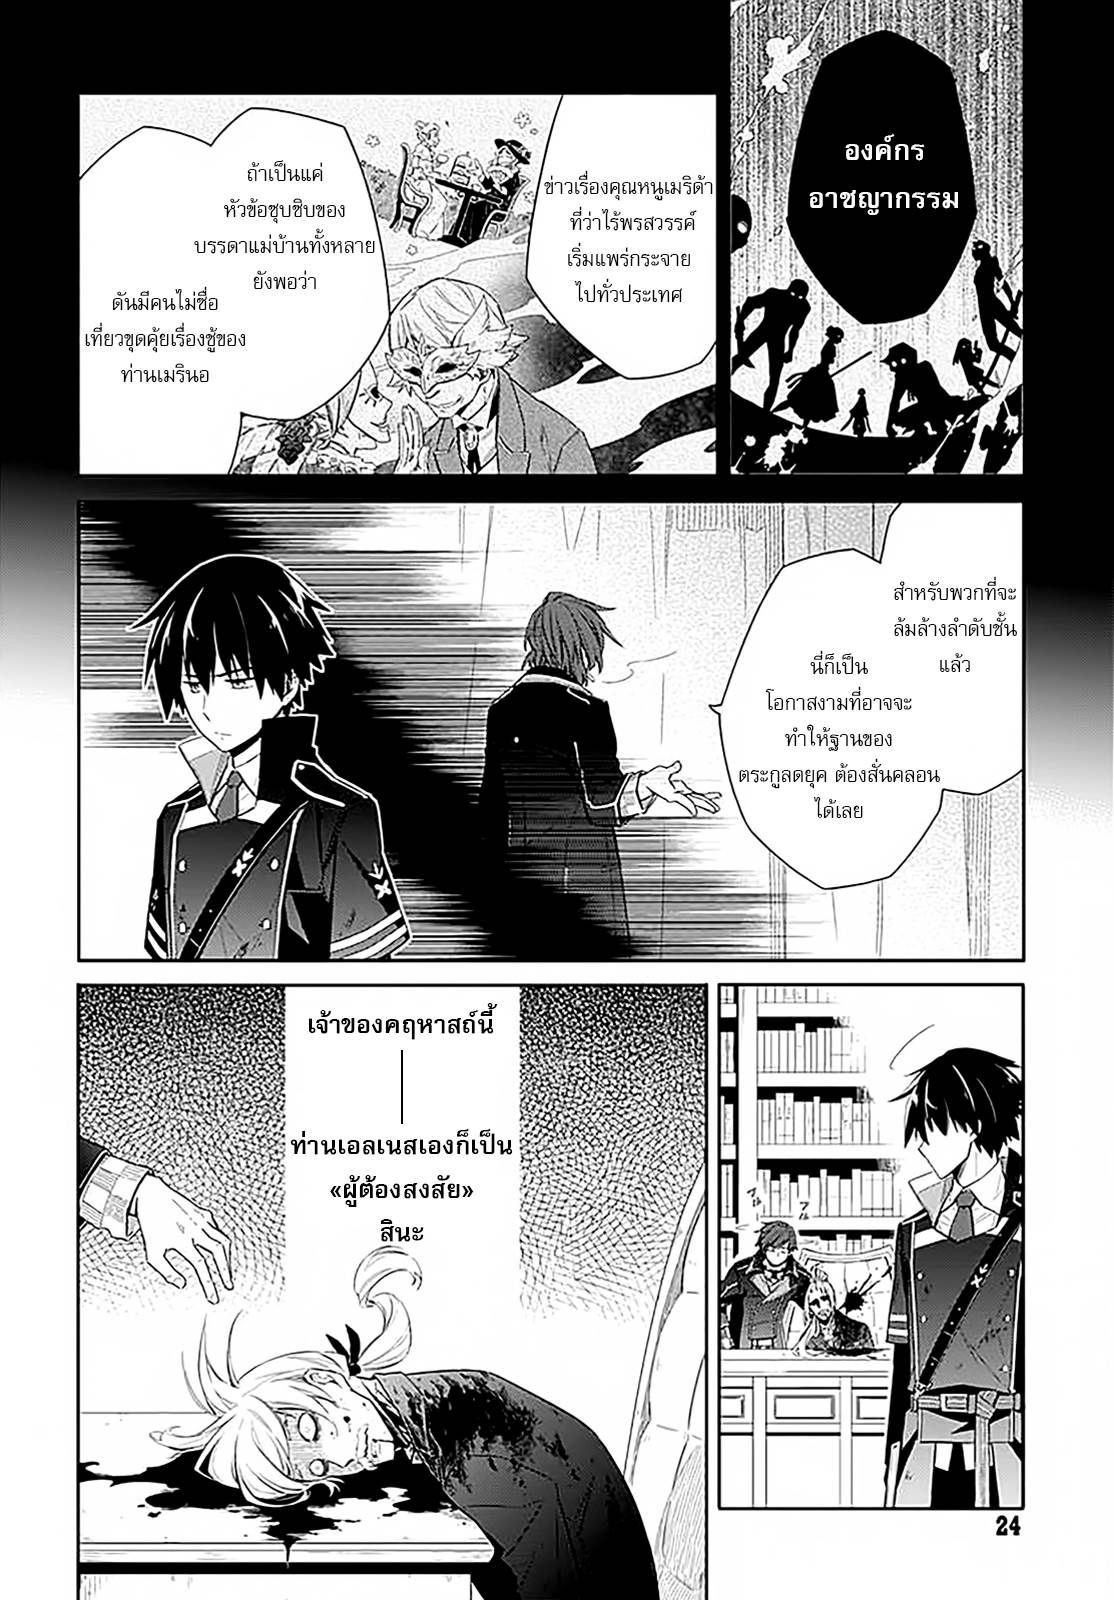 องค์กร
อาชญากรรม
ข่าวเรื่องคุณหนูเมริด้า
ที่ว่าไร้พรสวรรค์
เริ่มแพร่กระจาย
ไปทั่วประเทศ
ถ้าเป็นแค่
หัวข้อซุบซิบของ
บรรดาแม่บ้านทั้งหลาย
ยังพอว่า
ดันมีคนไม่ซื่อ
เที่ยวขุดคุ้ยเรื่องชู้ของ
ท่านเมรินอ
สำหรับพวกที่จะ
ล้มล้างลำดับชั้น
แล้ว
นี่ก็เป็น
โอกาสงามที่อาจจะ
ทำให้ฐานของ
ตระกูลดยุค ต้องสั่นคลอน
ได้เลย
เจ้าของคฤหาสถ์นี้
ท่านเอลเนสเองก็เป็น
«ผู้ต้องสงสัย»
สินะ
24